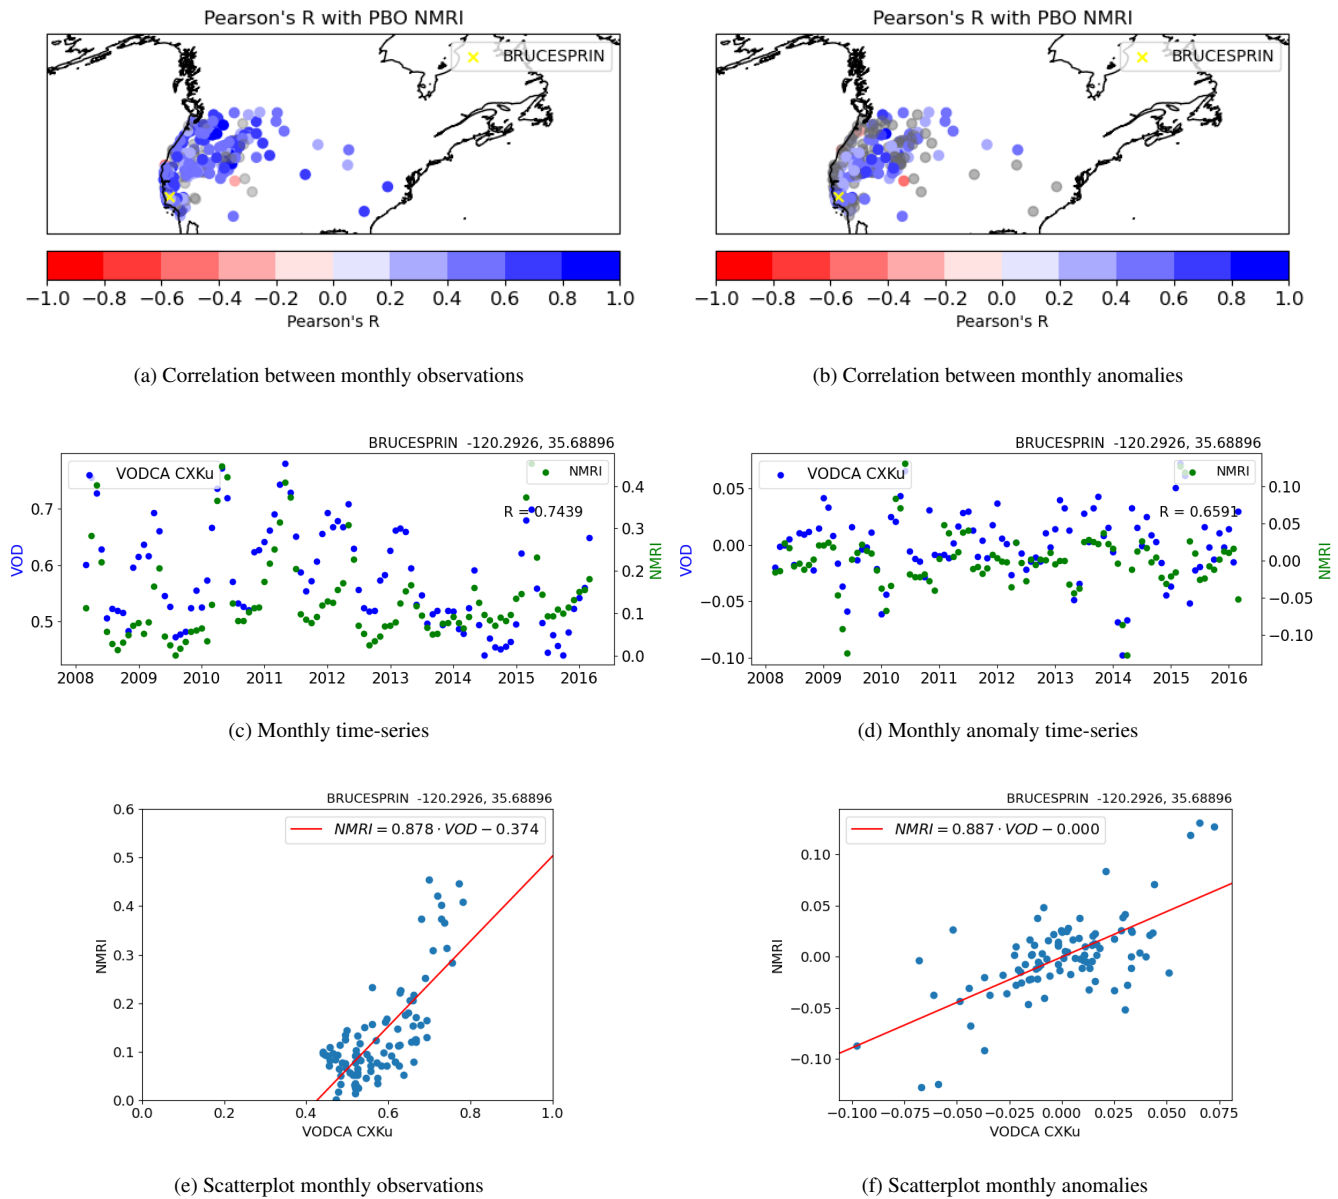 Pearson's R with PBO NMRI
BRUCESPRIN
−1.0 −0.8 −0.6 −0.4 −0.2 0.0 0.2 0.4 0.6 0.8 1.0
Pearson's R
(a) Correlation between monthly observations
Pearson's R with PBO NMRI
BRUCESPRIN
−1.0 −0.8 −0.6 −0.4 −0.2 0.0 0.2 0.4 0.6 0.8 1.0
Pearson's R
(b) Correlation between monthly anomalies
BRUCESPRIN -120.2926, 35.68896
VODCA CXKu
NMRI
R = 0.7439
VOD
0.7
0.6
0.5
NMRI
0.4
0.3
0.2
0.1
0.0
2008 2009 2010 2011 2012 2013 2014 2015 2016
(c) Monthly time-series
BRUCESPRIN -120.2926, 35.68896
VODCA CXKu
NMRI
R = 0.6591
VOD
0.05
0.00
−0.05
−0.10
NMRI
0.10
0.05
0.00
−0.05
−0.10
2008 2009 2010 2011 2012 2013 2014 2015 2016
(d) Monthly anomaly time-series
BRUCESPRIN -120.2926, 35.68896
NMRI = 0.878 · VOD − 0.374
NMRI
0.6
0.5
0.4
0.3
0.2
0.1
0.0
0.0 0.2 0.4 0.6 0.8 1.0
VODCA CXKu
(e) Scatterplot monthly observations
BRUCESPRIN -120.2926, 35.68896
NMRI = 0.887 · VOD − 0.000
NMRI
0.10
0.05
0.00
−0.05
−0.10
−0.100 −0.075 −0.050 −0.025 0.000 0.025 0.050 0.075
VODCA CXKu
(f) Scatterplot monthly anomalies